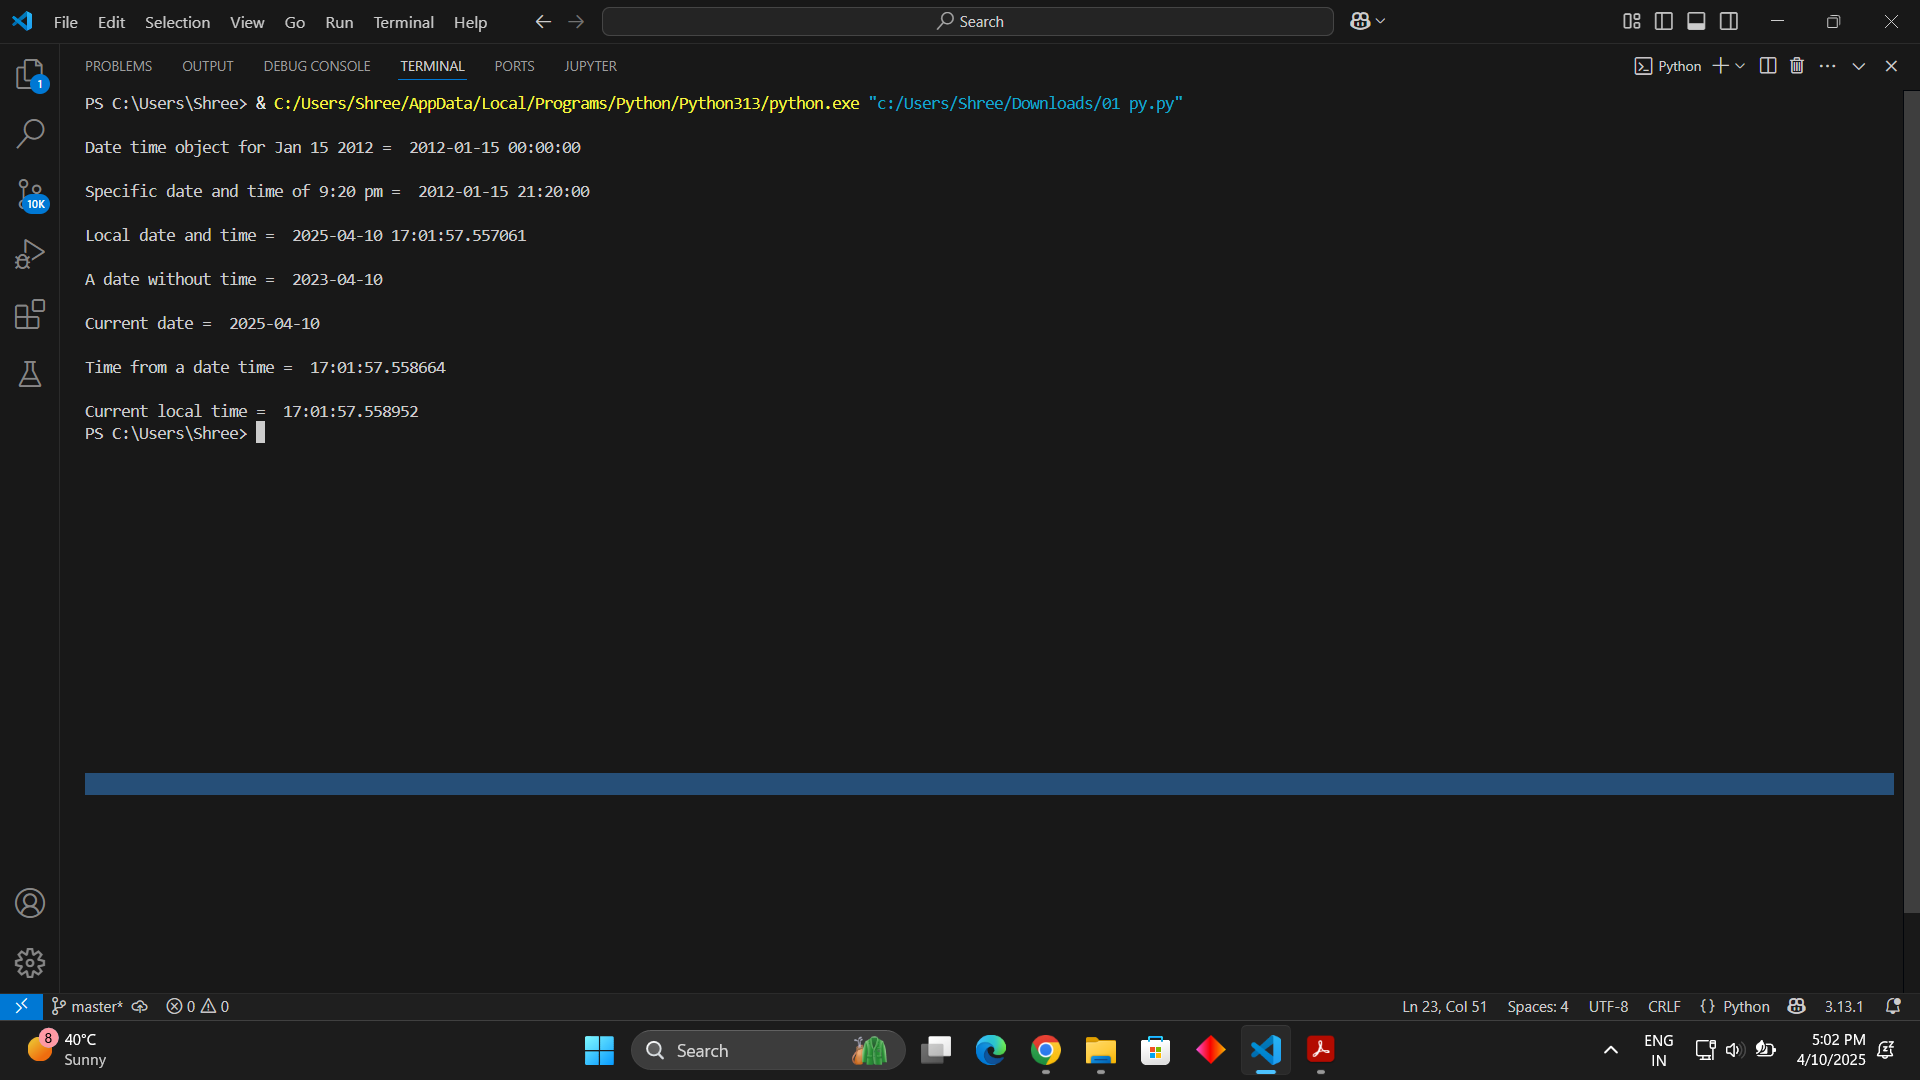 File Edit Selection View Go Run Terminal Help
Search
PROBLEMS OUTPUT DEBUG CONSOLE TERMINAL PORTS JUPYTER
Python
1
10K
PS C:\Users\Shree> & C:/Users/Shree/AppData/Local/Programs/Python/Python313/python.exe "c:/Users/Shree/Downloads/01 py.py"
Date time object for Jan 15 2012 =  2012-01-15 00:00:00
Specific date and time of 9:20 pm =  2012-01-15 21:20:00
Local date and time =  2025-04-10 17:01:57.557061
A date without time =  2023-04-10
Current date =  2025-04-10
Time from a date time =  17:01:57.558664
Current local time =  17:01:57.558952
PS C:\Users\Shree>
master* 0 0
Ln 23, Col 51 Spaces: 4 UTF-8 CRLF {} Python 3.13.1
8
40°C
Sunny
Search
ENG
IN
5:02 PM
4/10/2025